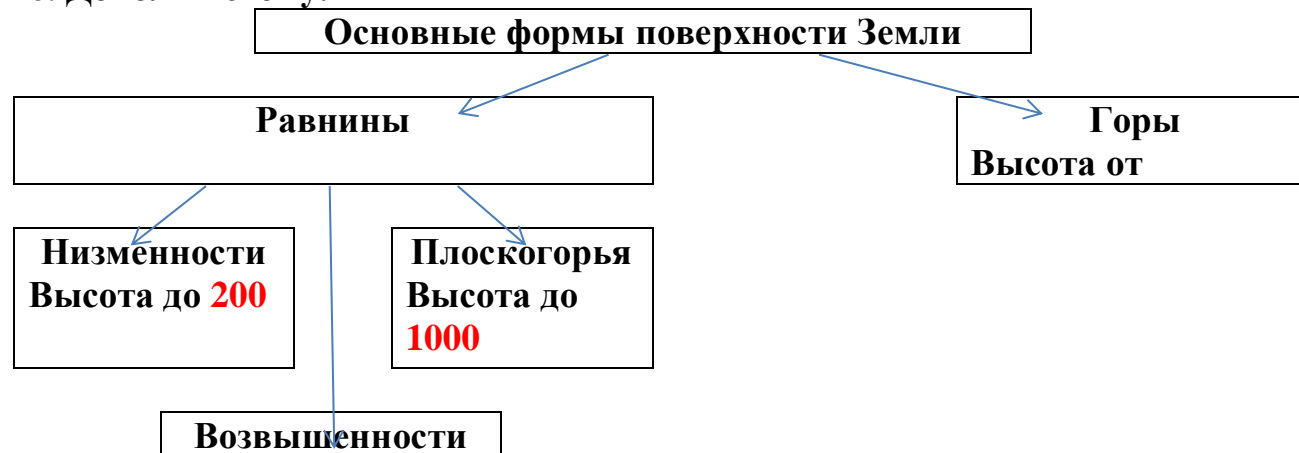 Основные формы поверхности Земли
Равнины
Горы
Высота от
Низменности
Высота до 200
Плоскогорья
Высота до
1000
Возвышенности